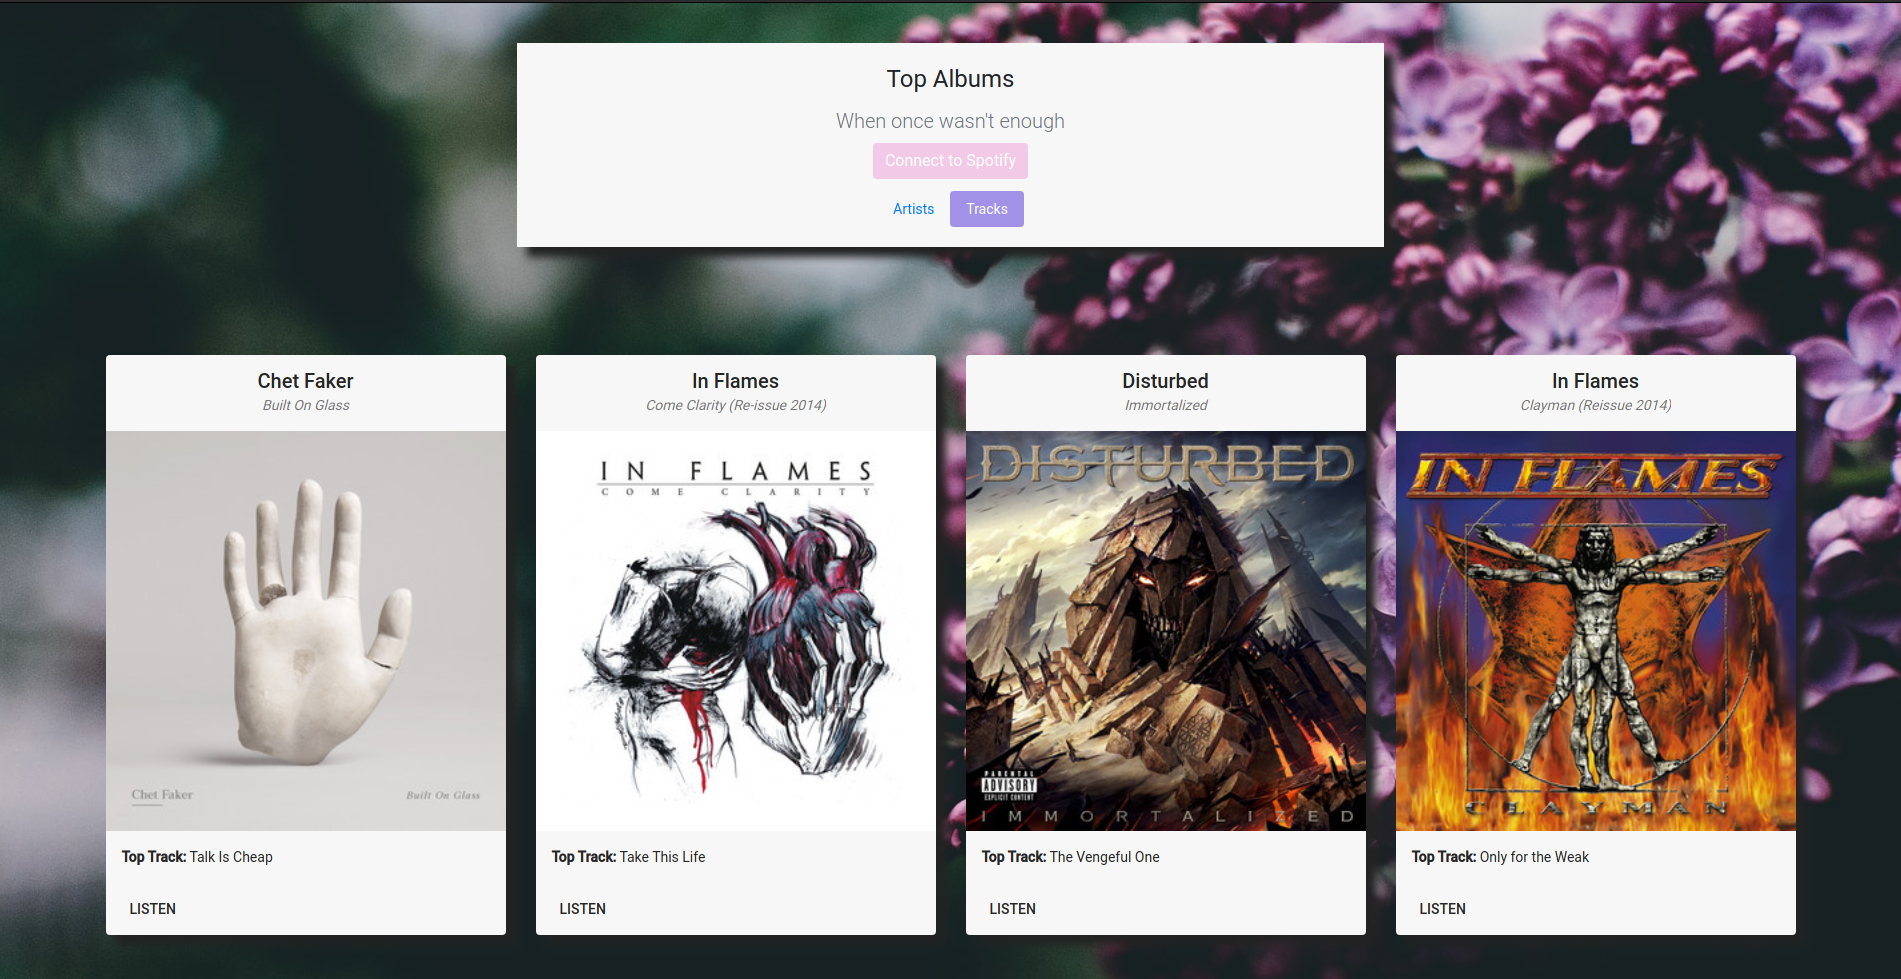 Top Albums
When once wasn't enough
Connect to Spotify
Artists Tracks
Chet Faker
Built On Glass
Chet Faker Built On Glass
Top Track: Talk Is Cheap
LISTEN
In Flames
Come Clarity (Re-issue 2014)
IN FLAMES
COME CLARITY
Top Track: Take This Life
LISTEN
Disturbed
Immortalized
DISTURBED
PARENTAL
ADVISORY
EXPLICIT CONTENT
IMMORTALIZED
Top Track: The Vengeful One
LISTEN
In Flames
Clayman (Reissue 2014)
IN FLAMES
CLAYMAN
Top Track: Only for the Weak
LISTEN